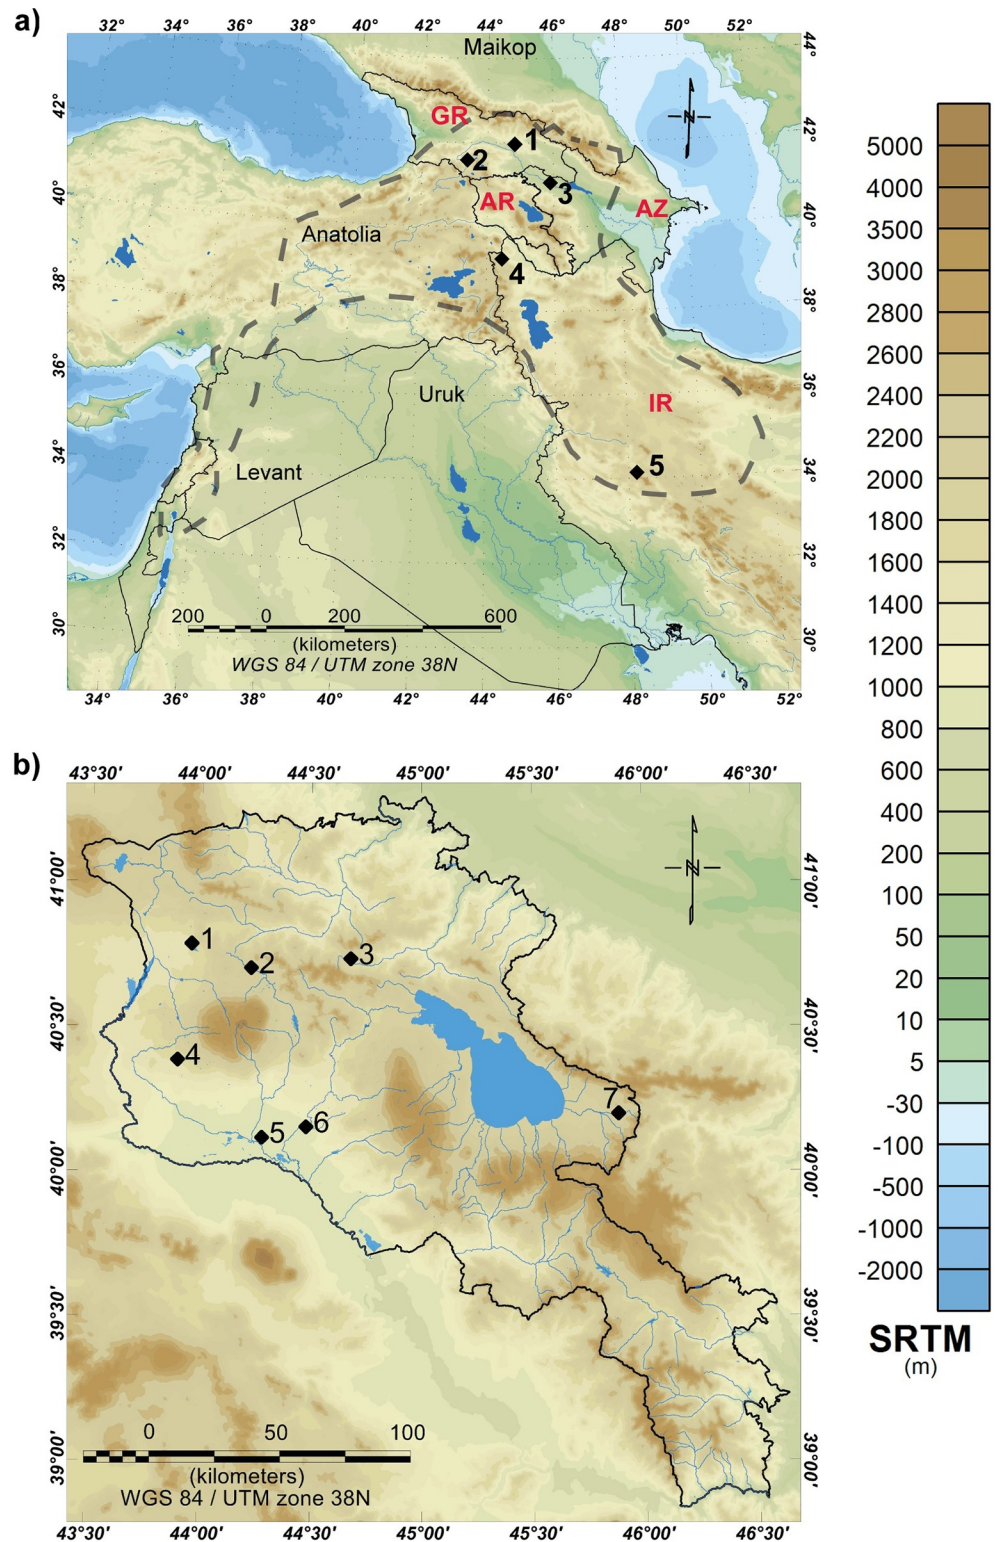 a)
32° 34° 36° 38° 40° 42° 44° 46° 48° 50° 52°
Maikop
44°
42°
42°
GR
1
2
3
40°
40°
AR
AZ
Anatolia
4
38°
38°
36°
36°
Uruk
IR
34°
34°
5
Levant
32°
32°
30°
30°
200 0 200 600
(kilometers)
WGS 84 / UTM zone 38N
34° 36° 38° 40° 42° 44° 46° 48° 50° 52°
b)
43°30' 44°00' 44°30' 45°00' 45°30' 46°00' 46°30'
41°00'
41°00'
1
2
3
40°30'
40°30'
4
7
5
6
40°00'
40°00'
39°30'
39°30'
0 50 100
(kilometers)
WGS 84 / UTM zone 38N
39°00'
39°00'
43°30' 44°00' 44°30' 45°00' 45°30' 46°00' 46°30'
5000
4000
3500
3000
2800
2600
2400
2200
2000
1800
1600
1400
1200
1000
800
600
400
200
100
50
20
10
5
-30
-100
-500
-1000
-2000
SRTM
(m)
N
N